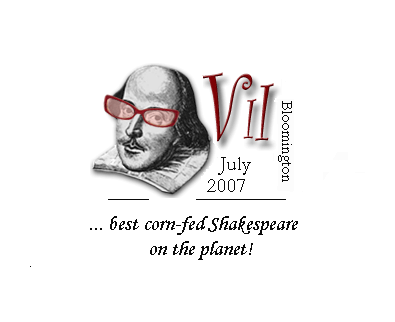 VII
Bloomington
July
2007
... best corn-fed Shakespeare
on the planet!